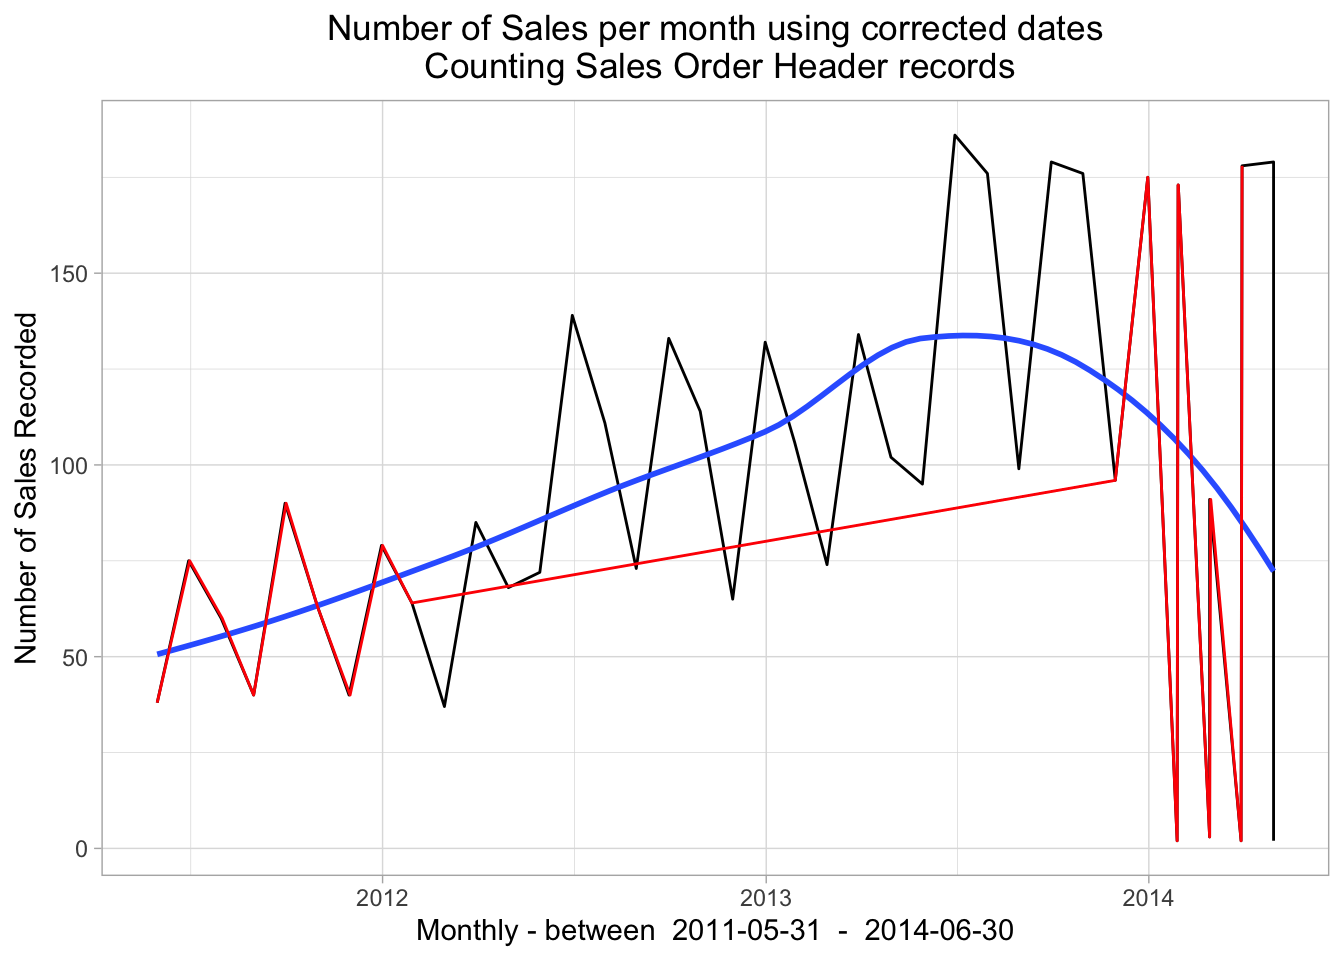 Number of Sales per month using corrected dates
Counting Sales Order Header records
Number of Sales Recorded
150
100
50
0
2012
2013
2014
Monthly - between  2011-05-31  -  2014-06-30